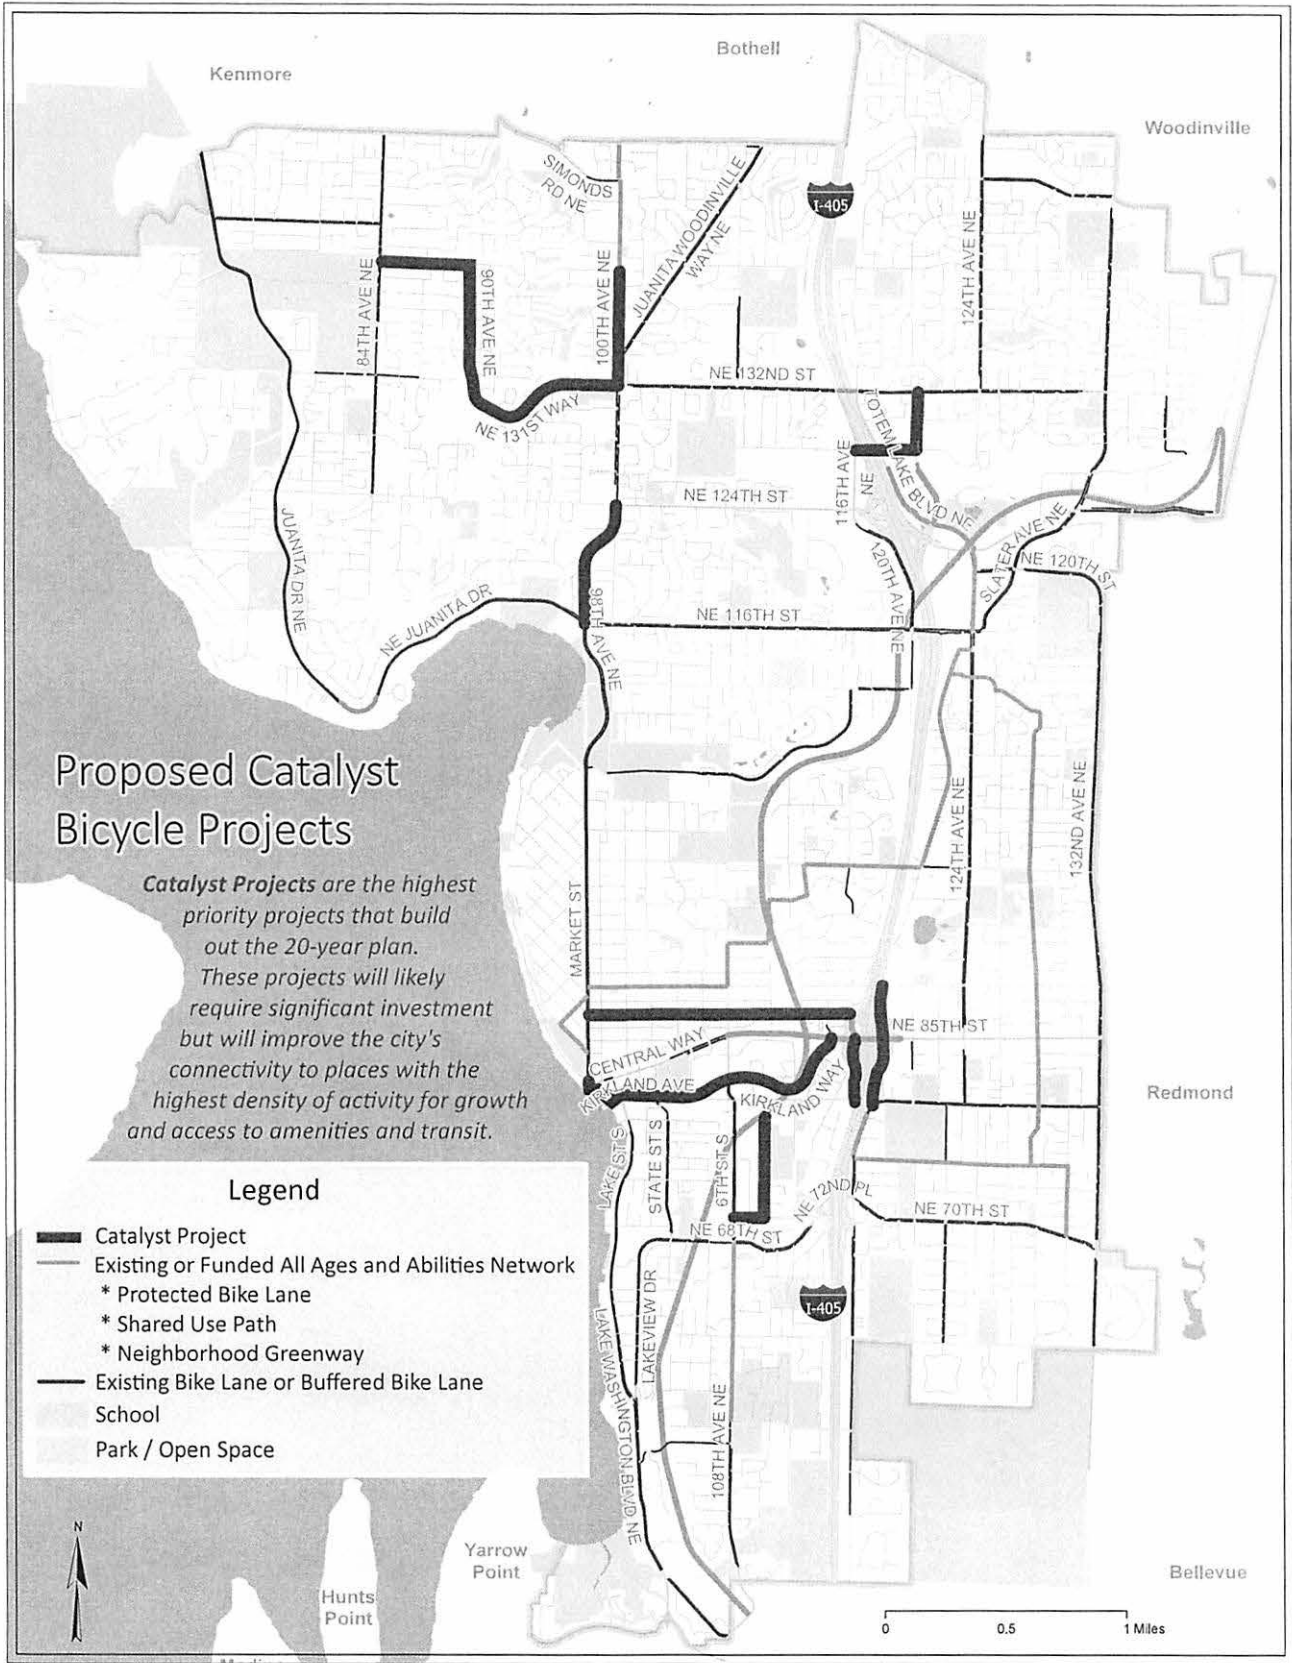 Kenmore
Bothell
Woodinville
SIMONDS
RD NE
I-405
JUANITA WOODINVILLE
WAY NE
84TH AVE NE
90TH AVE NE
100TH AVE NE
124TH AVE NE
NE 132ND ST
NE 131ST WAY
TOTEM LAKE BLVD NE
116TH AVE
NE
NE 124TH ST
SLATER AVE NE
NE 120TH ST
120TH AVE NE
JUANITA DR NE
NE JUANITA DR
98TH AVE NE
NE 116TH ST
Proposed Catalyst
Bicycle Projects
Catalyst Projects are the highest
priority projects that build
out the 20-year plan.
These projects will likely
require significant investment
but will improve the city's
connectivity to places with the
highest density of activity for growth
and access to amenities and transit.
MARKET ST
124TH AVE NE
132ND AVE NE
NE 85TH ST
CENTRAL WAY
KIRKLAND AVE
KIRKLAND WAY
Redmond
LAKE ST S
STATE ST S
6TH ST S
NE 72ND PL
NE 70TH ST
NE 68TH ST
Legend
Catalyst Project
Existing or Funded All Ages and Abilities Network
* Protected Bike Lane
* Shared Use Path
* Neighborhood Greenway
Existing Bike Lane or Buffered Bike Lane
School
Park / Open Space
I-405
LAKEVIEW DR
LAKE WASHINGTON BLVD NE
108TH AVE NE
N
Yarrow
Point
Hunts
Point
Bellevue
0 0.5 1 Miles